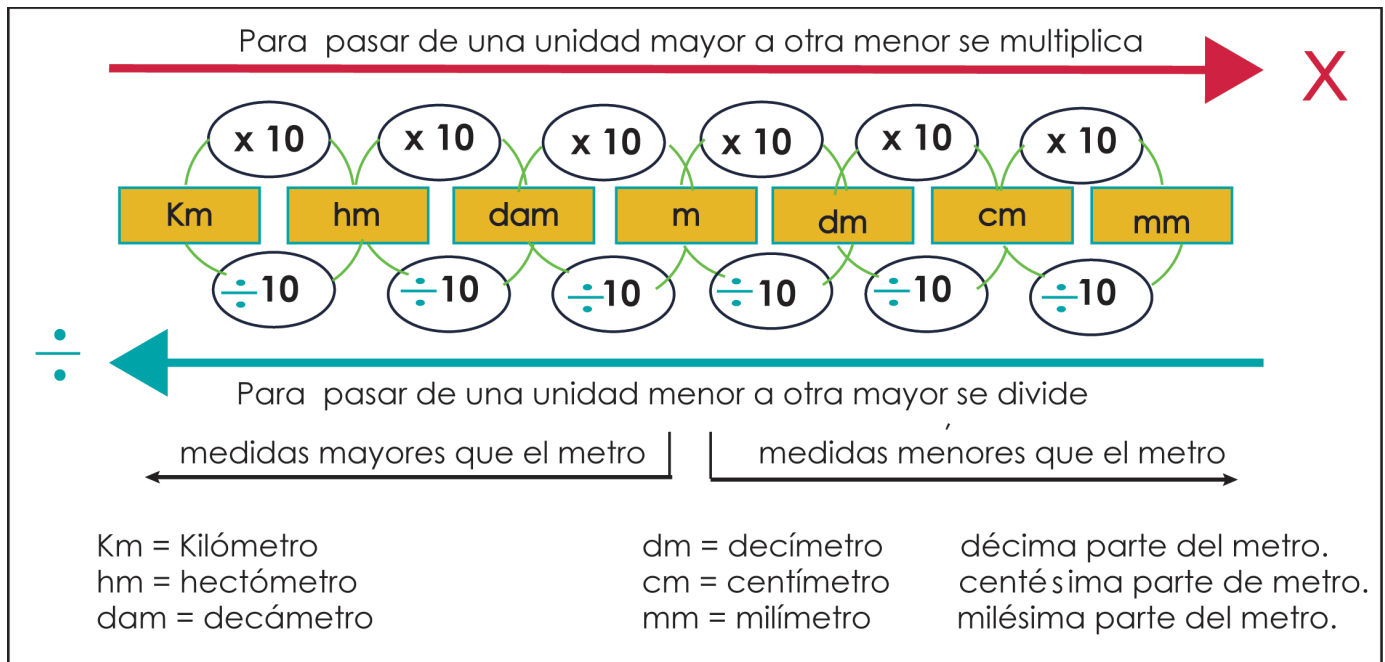 Para pasar de una unidad mayor a otra menor se multiplica
X
x 10 x 10 x 10 x 10 x 10 x 10
Km hm dam m dm cm mm
÷10 ÷10 ÷10 ÷10 ÷10 ÷10
÷
Para pasar de una unidad menor a otra mayor se divide
medidas mayores que el metro
medidas menores que el metro
Km = Kilómetro
hm = hectómetro
dam = decámetro
dm = decímetro décima parte del metro.
cm = centímetro centésima parte de metro.
mm = milímetro milésima parte del metro.